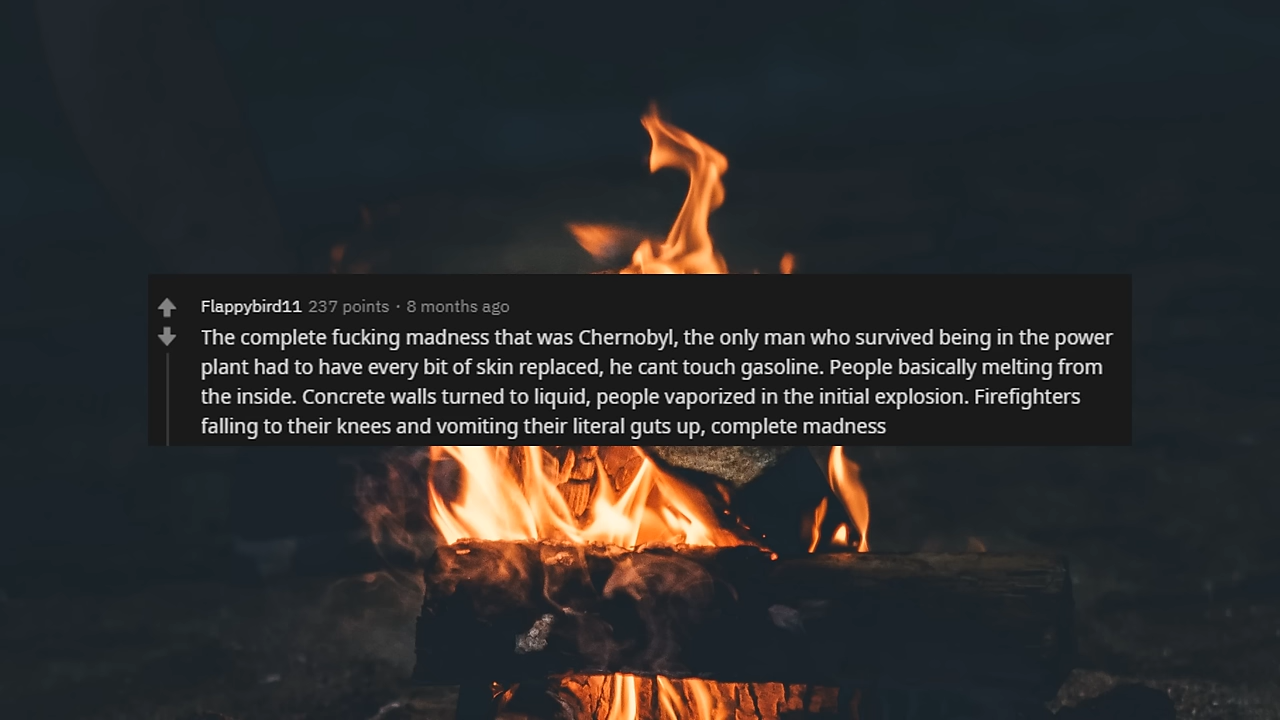 Flappybird11 237 points · 8 months ago
The complete fucking madness that was Chernobyl, the only man who survived being in the power
plant had to have every bit of skin replaced, he cant touch gasoline. People basically melting from
the inside. Concrete walls turned to liquid, people vaporized in the initial explosion. Firefighters
falling to their knees and vomiting their literal guts up, complete madness